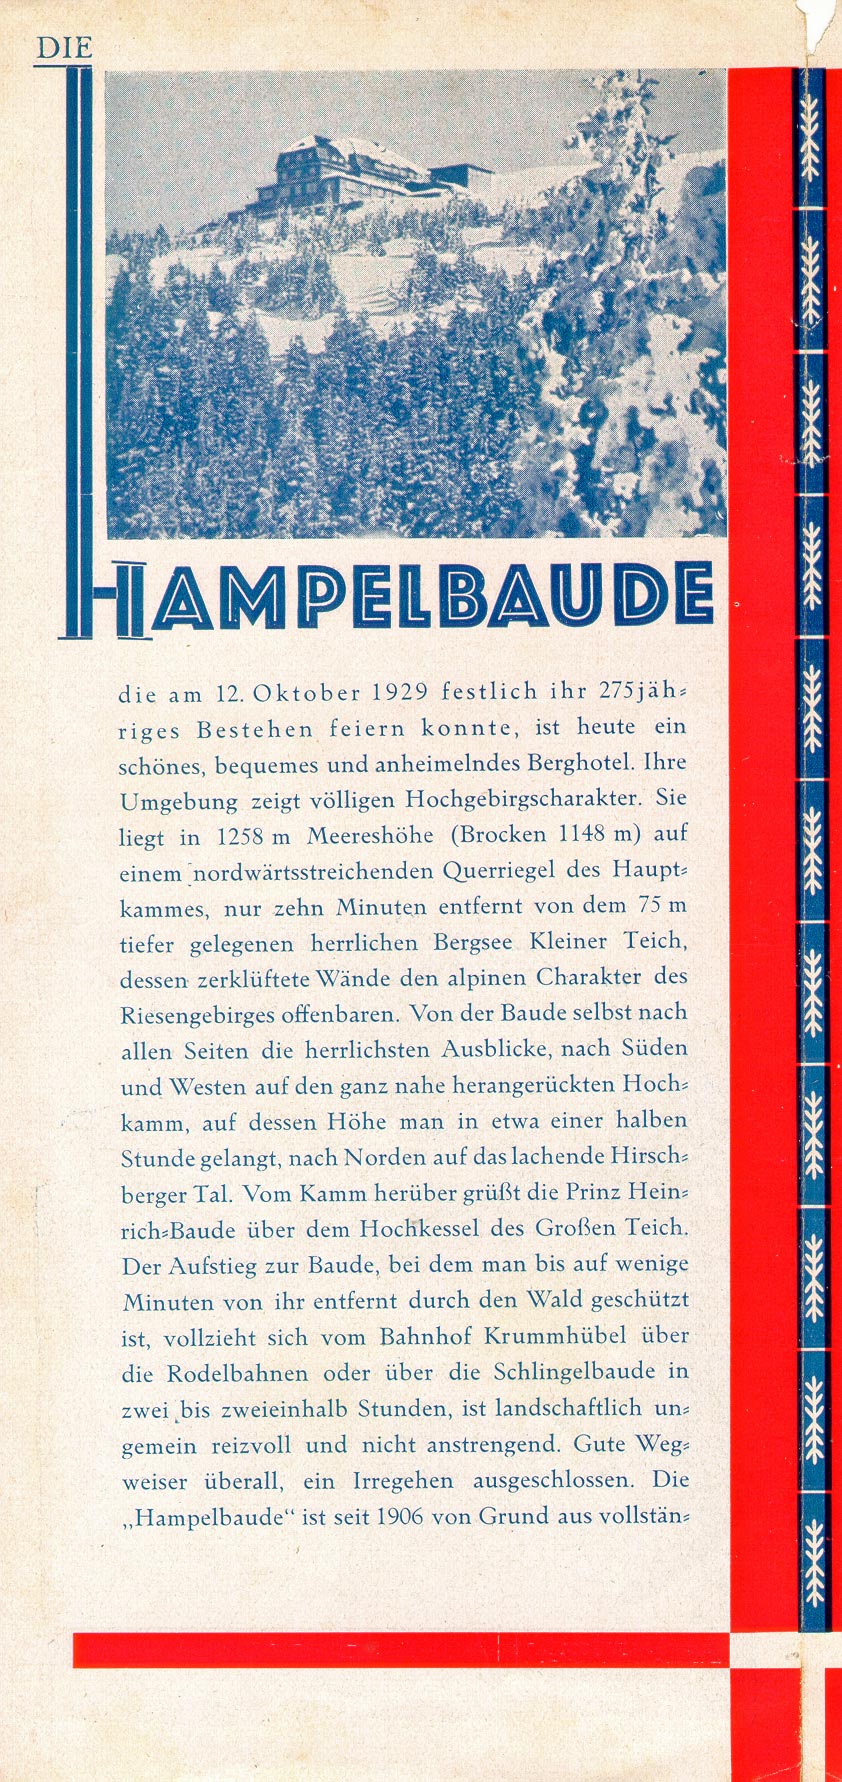 DIE
HAMPELBAUDE
die am 12. Oktober 1929 festlich ihr 275jäh⸗
riges Bestehen feiern konnte, ist heute ein
schönes, bequemes und anheimelndes Berghotel. Ihre
Umgebung zeigt völligen Hochgebirgscharakter. Sie
liegt in 1258 m Meereshöhe (Brocken 1148 m) auf
einem nordwärtsstreichenden Querriegel des Haupt⸗
kammes, nur zehn Minuten entfernt von dem 75 m
tiefer gelegenen herrlichen Bergsee Kleiner Teich,
dessen zerklüftete Wände den alpinen Charakter des
Riesengebirges offenbaren. Von der Baude selbst nach
allen Seiten die herrlichsten Ausblicke, nach Süden
und Westen auf den ganz nahe herangerückten Hoch⸗
kamm, auf dessen Höhe man in etwa einer halben
Stunde gelangt, nach Norden auf das lachende Hirsch⸗
berger Tal. Vom Kamm herüber grüßt die Prinz Hein⸗
rich⸗Baude über dem Hochkessel des Großen Teich.
Der Aufstieg zur Baude, bei dem man bis auf wenige
Minuten von ihr entfernt durch den Wald geschützt
ist, vollzieht sich vom Bahnhof Krummhübel über
die Rodelbahnen oder über die Schlingelbaude in
zwei bis zweieinhalb Stunden, ist landschaftlich un⸗
gemein reizvoll und nicht anstrengend. Gute Weg⸗
weiser überall, ein Irregehen ausgeschlossen. Die
„Hampelbaude“ ist seit 1906 von Grund aus vollstän⸗